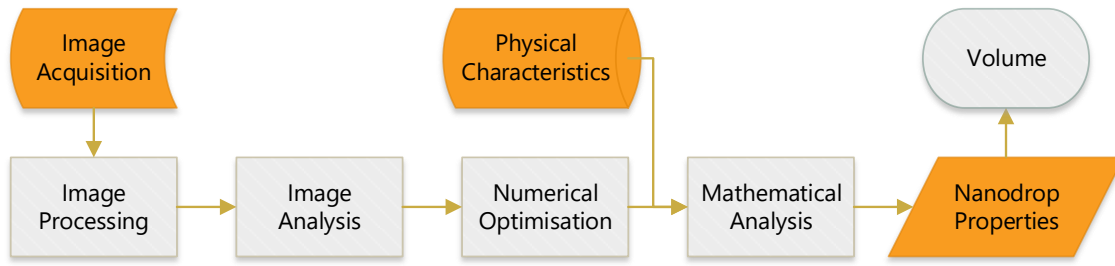 Image
Acquisition
Physical
Characteristics
Volume
Image
Processing
Image
Analysis
Numerical
Optimisation
Mathematical
Analysis
Nanodrop
Properties